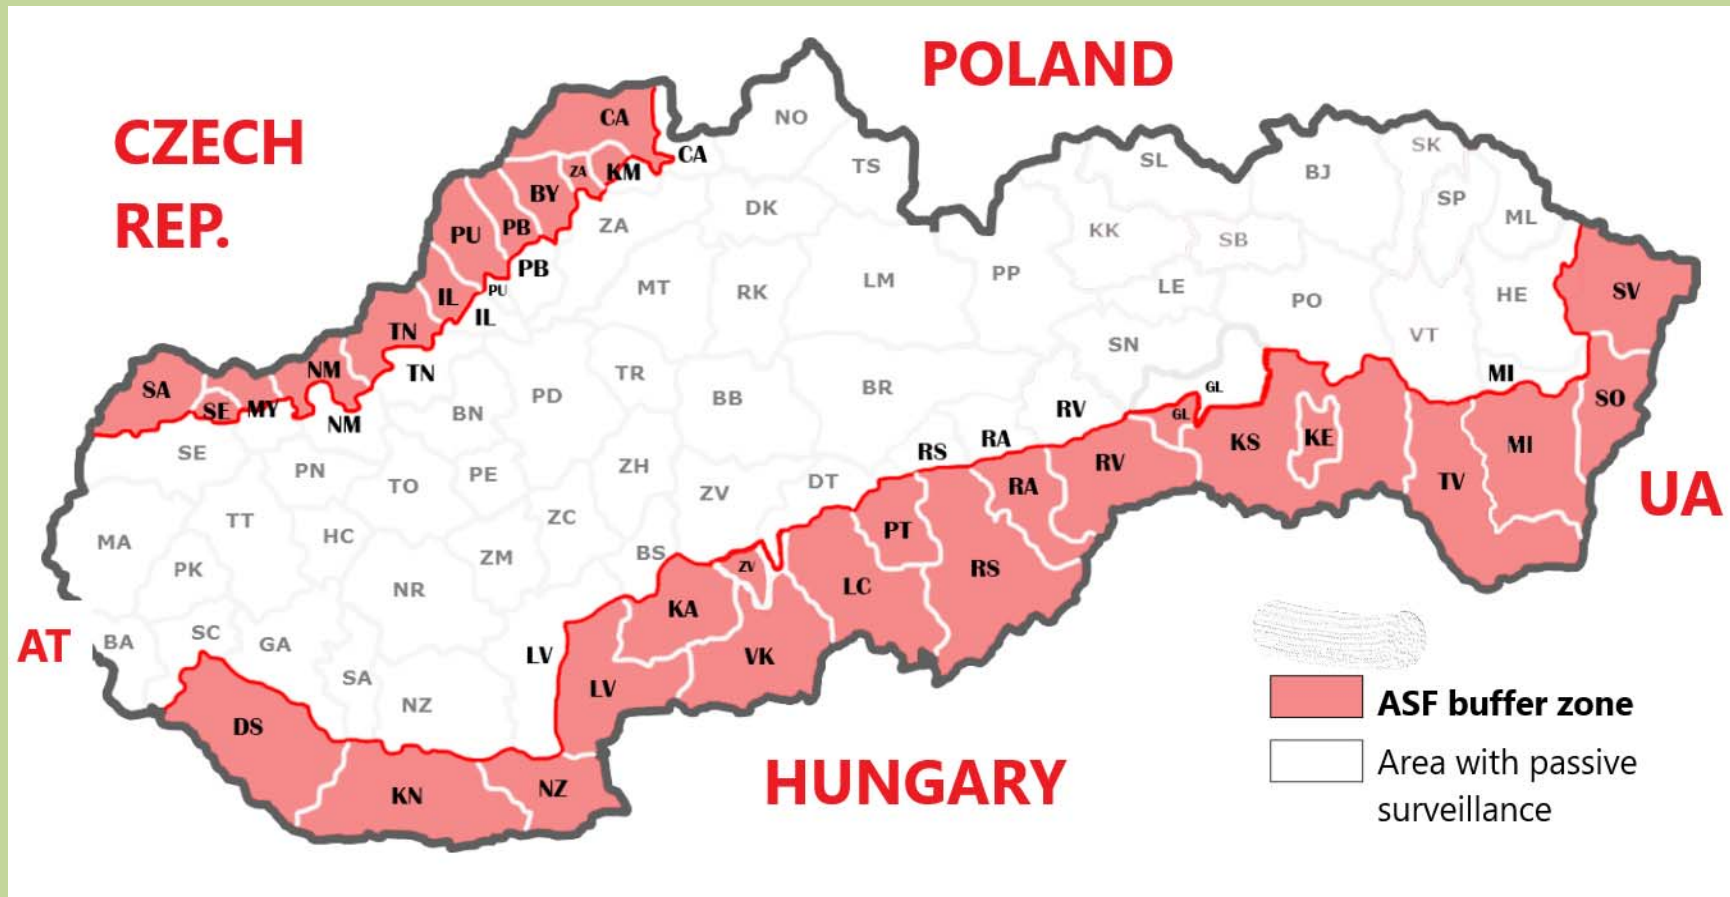 POLAND
CZECH
REP.
CA
NO
CA
TS
SL
SK
BJ
ZA
KM
BY
DK
SP
ML
PU
PB
ZA
KK
SB
PB
PU
IL
MT
RK
LM
PP
LE
PO
HE
SV
IL
TN
TN
SN
VT
MI
SA
NM
TR
PD
BB
BR
GL
SO
SE
MY
NM
BN
RV
GL
KS
KE
MI
SE
PN
TO
PE
ZH
ZV
DT
RS
RA
RV
TV
UA
TT
HC
ZC
PT
RA
MA
PK
ZM
BS
ZV
LC
RS
NR
KA
AT
BA
SC
GA
SA
NZ
LV
LV
VK
DS
KN
NZ
HUNGARY
ASF buffer zone
Area with passive
surveillance